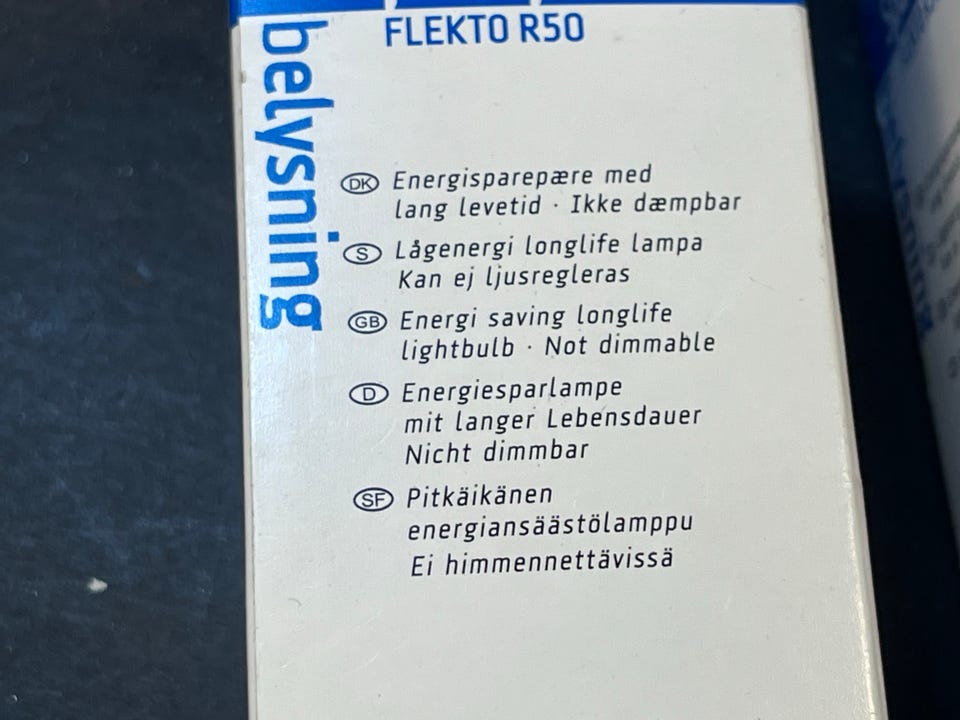 FLEKTO R50
belysning
DK Energisparepære med
lang levetid · Ikke dæmpbar
S Lågenergi longlife lampa
Kan ej ljusregleras
GB Energi saving longlife
lightbulb · Not dimmable
D Energiesparlampe
mit langer Lebensdauer
Nicht dimmbar
SF Pitkäikänen
energiansäästölamppu
Ei himmennettävissä